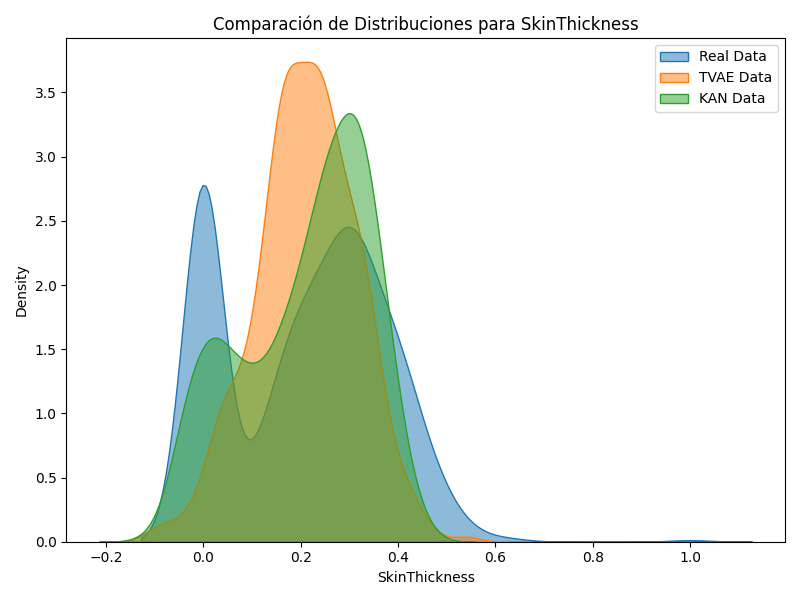 Comparación de Distribuciones para SkinThickness
Real Data
TVAE Data
KAN Data
Density
3.5
3.0
2.5
2.0
1.5
1.0
0.5
0.0
−0.2 0.0 0.2 0.4 0.6 0.8 1.0
SkinThickness